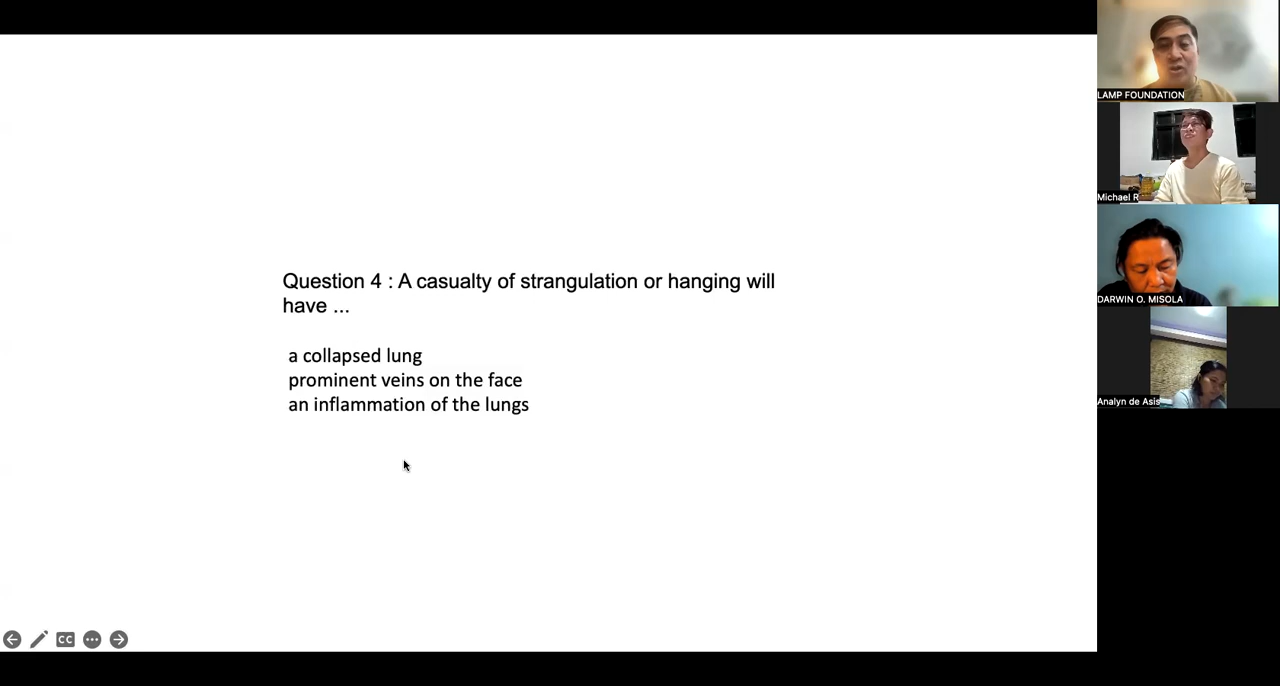 Question 4 : A casualty of strangulation or hanging will
have ...
a collapsed lung
prominent veins on the face
an inflammation of the lungs
CC
LAMP FOUNDATION
Michael R
DARWIN O. MISOLA
Analyn de Asis